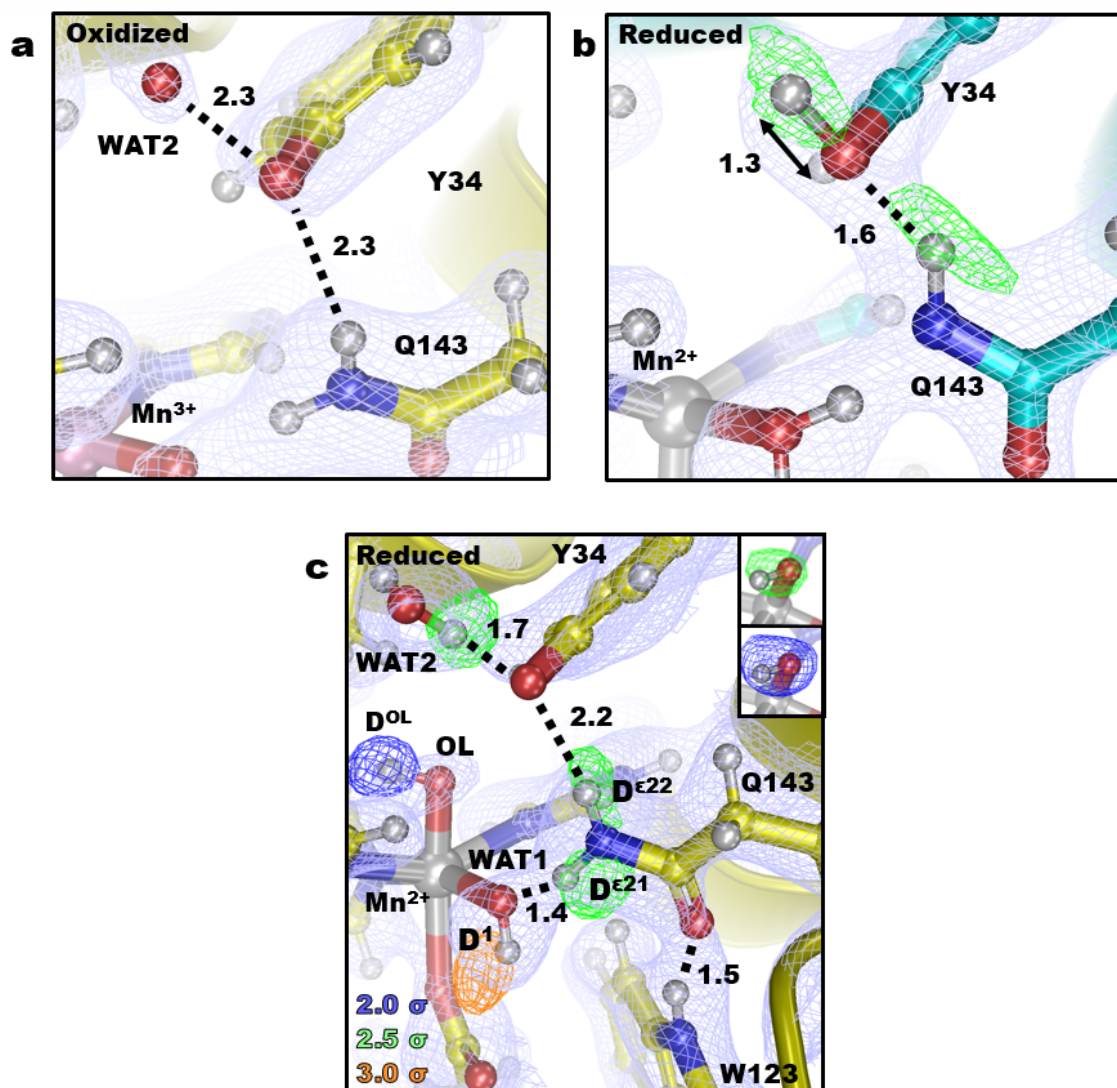 a
Oxidized
2.3
WAT2
Y34
2.3
Q143
Mn³⁺
b
Reduced
Y34
1.3
1.6
Mn²⁺
Q143
c
Reduced
Y34
1.7
WAT2
2.2
Dᴼᴸ
OL
Dᵋ²²
Q143
WAT1
Dᵋ²¹
Mn²⁺
1.4
D¹
1.5
2.0 σ
2.5 σ
3.0 σ
W123